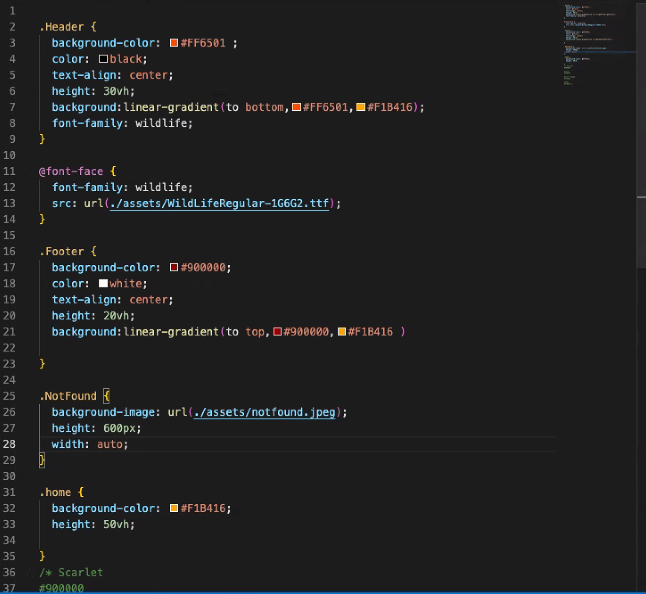 1
2 .Header {
3 background-color: #FF6501 ;
4 color: black;
5 text-align: center;
6 height: 30vh;
7 background:linear-gradient(to bottom,#FF6501,#F1B416);
8 font-family: wildlife;
9 }
10
11 @font-face {
12 font-family: wildlife;
13 src: url(./assets/WildLifeRegular-1G6G2.ttf);
14 }
15
16 .Footer {
17 background-color: #900000;
18 color: white;
19 text-align: center;
20 height: 20vh;
21 background:linear-gradient(to top,#900000,#F1B416 )
22
23 }
24
25 .NotFound {
26 background-image: url(./assets/notfound.jpeg);
27 height: 600px;
28 width: auto;
29 }
30
31 .home {
32 background-color: #F1B416;
33 height: 50vh;
34
35 }
36 /* Scarlet
37 #900000